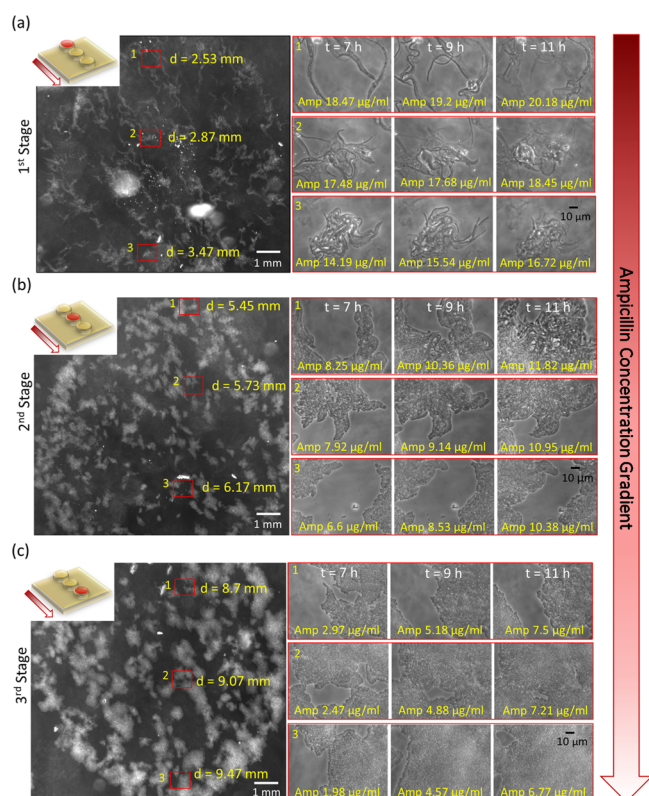 (a)
1st Stage
1
d = 2.53 mm
2
d = 2.87 mm
3
d = 3.47 mm
1 mm
1
t = 7 h
t = 9 h
t = 11 h
Amp 18.47 µg/ml
Amp 19.2 µg/ml
Amp 20.18 µg/ml
2
Amp 17.48 µg/ml
Amp 17.68 µg/ml
Amp 18.45 µg/ml
3
10 µm
Amp 14.19 µg/ml
Amp 15.54 µg/ml
Amp 16.72 µg/ml
(b)
2nd Stage
1
d = 5.45 mm
2
d = 5.73 mm
3
d = 6.17 mm
1 mm
1
t = 7 h
t = 9 h
t = 11 h
Amp 8.25 µg/ml
Amp 10.36 µg/ml
Amp 11.82 µg/ml
2
Amp 7.92 µg/ml
Amp 9.14 µg/ml
Amp 10.95 µg/ml
3
10 µm
Amp 6.6 µg/ml
Amp 8.53 µg/ml
Amp 10.38 µg/ml
(c)
3rd Stage
1
d = 8.7 mm
2
d = 9.07 mm
3
d = 9.47 mm
1 mm
1
t = 7 h
t = 9 h
t = 11 h
Amp 2.97 µg/ml
Amp 5.18 µg/ml
Amp 7.5 µg/ml
2
Amp 2.47 µg/ml
Amp 4.88 µg/ml
Amp 7.21 µg/ml
3
10 µm
Amp 1.98 µg/ml
Amp 4.57 µg/ml
Amp 6.77 µg/ml
Ampicillin Concentration Gradient